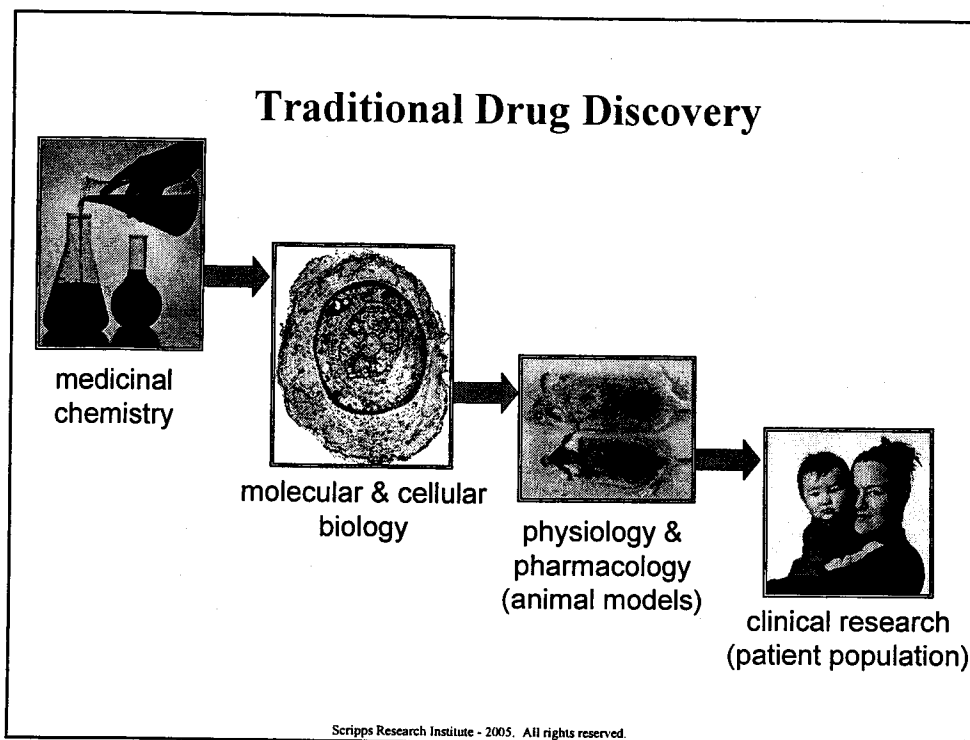 Traditional Drug Discovery
medicinal
chemistry
molecular & cellular
biology
physiology &
pharmacology
(animal models)
clinical research
(patient population)
Scripps Research Institute - 2005. All rights reserved.